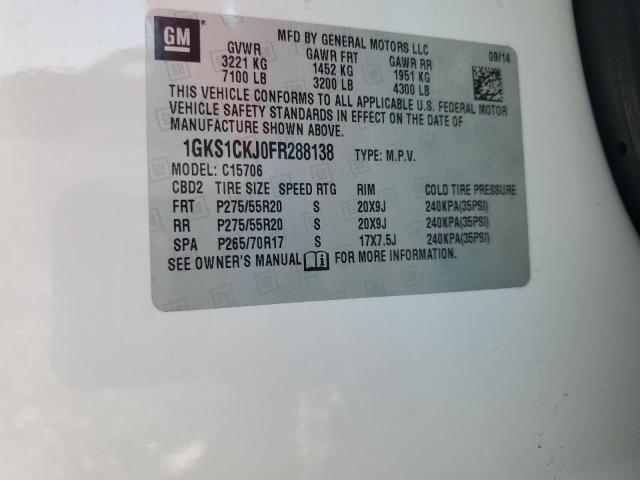 GM
MFD BY GENERAL MOTORS LLC
GVWR GAWR FRT GAWR RR 09/14
3221 KG 1452 KG 1951 KG
7100 LB 3200 LB 4300 LB
THIS VEHICLE CONFORMS TO ALL APPLICABLE U.S. FEDERAL MOTOR
VEHICLE SAFETY STANDARDS IN EFFECT ON THE DATE OF
MANUFACTURE SHOWN ABOVE.
1GKS1CKJ0FR288138 TYPE: M.P.V.
MODEL: C15706
CBD2 TIRE SIZE SPEED RTG RIM COLD TIRE PRESSURE
FRT P275/55R20 S 20X9J 240KPA(35PSI)
RR P275/55R20 S 20X9J 240KPA(35PSI)
SPA P265/70R17 S 17X7.5J 240KPA(35PSI)
SEE OWNER'S MANUAL FOR MORE INFORMATION.